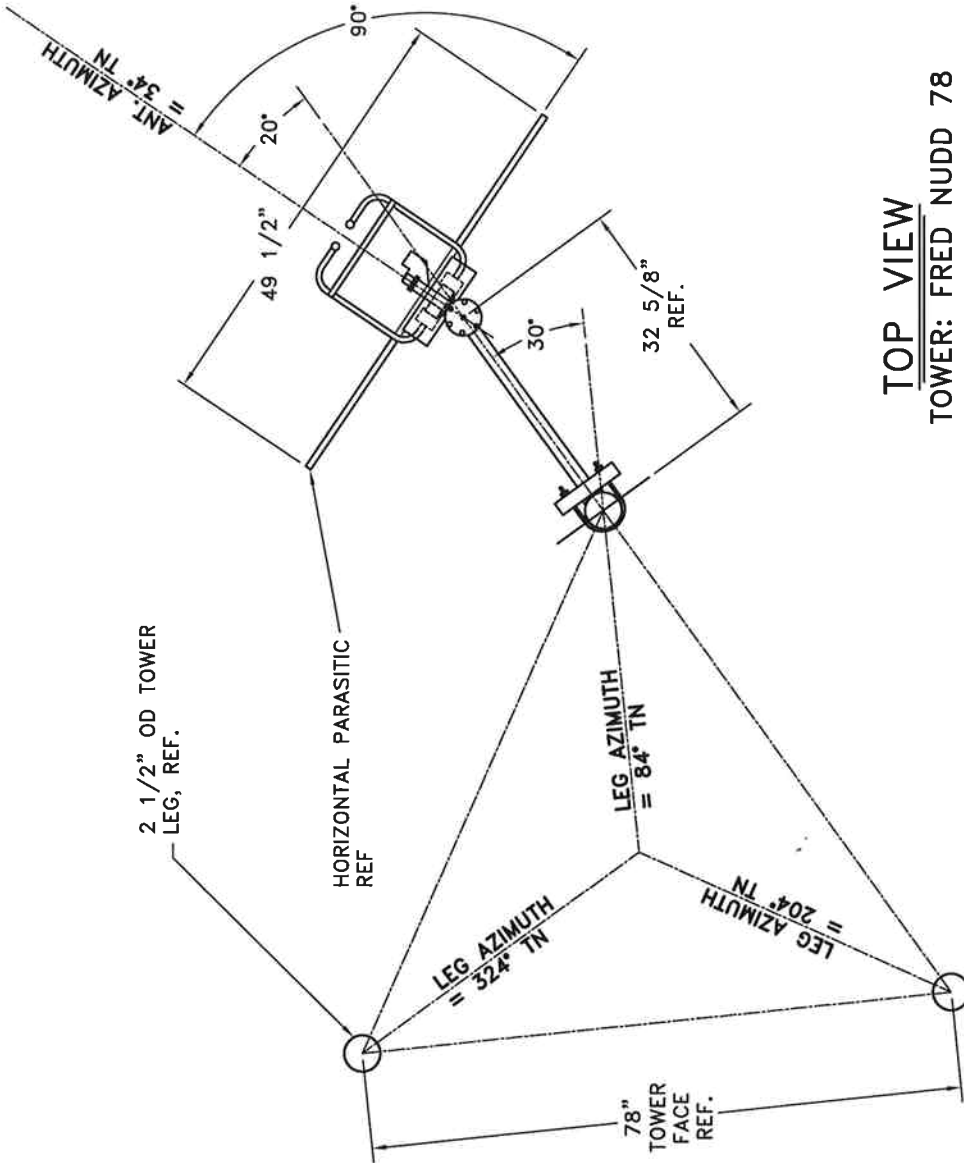 ANT. AZIMUTH
= 34° TN
90°
20°
49 1/2"
2 1/2" OD TOWER
LEG, REF.
HORIZONTAL PARASITIC
REF
30°
32 5/8"
REF.
LEG AZIMUTH
= 84° TN
LEG AZIMUTH
= 324° TN
LEG AZIMUTH
= 204° TN
78"
TOWER
FACE
REF.
TOP VIEW
TOWER: FRED NUDD 78